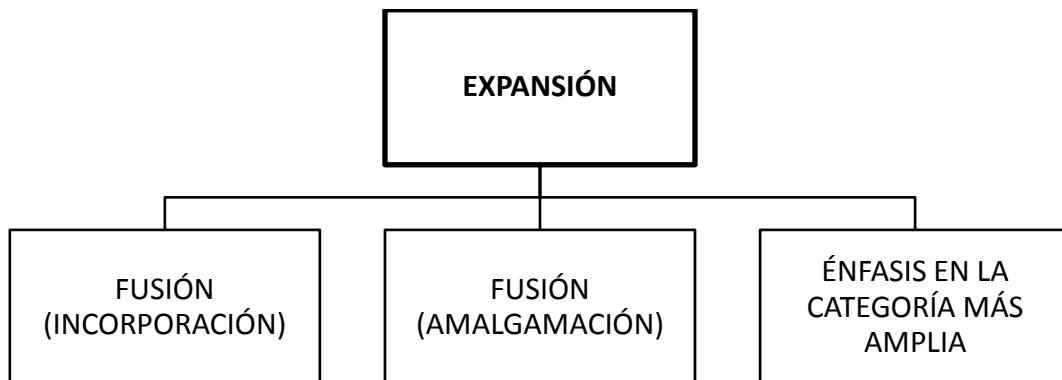 EXPANSIÓN
FUSIÓN
(INCORPORACIÓN)
FUSIÓN
(AMALGAMACIÓN)
ÉNFASIS EN LA
CATEGORÍA MÁS
AMPLIA